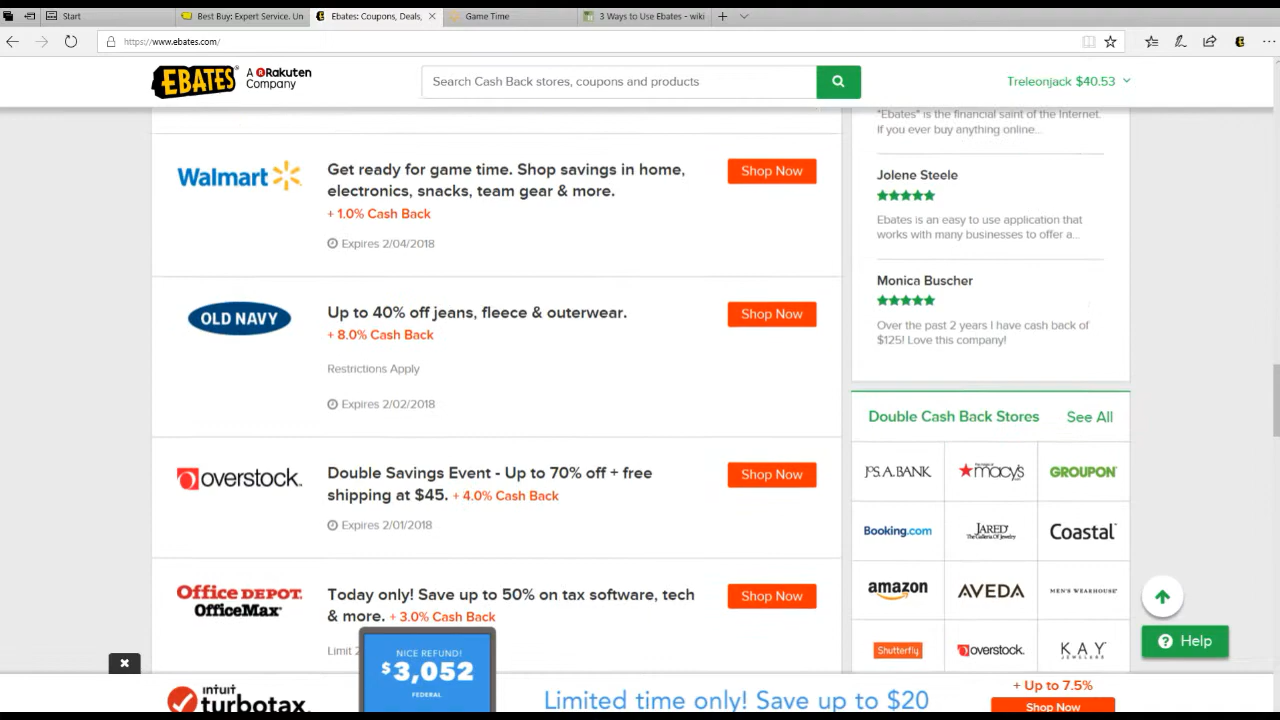 Start
Best Buy: Expert Service. Un
Ebates: Coupons, Deals,
Game Time
3 Ways to Use Ebates - wiki
https://www.ebates.com/
EBATES
A Rakuten
Company
Search Cash Back stores, coupons and products
Treleonjack $40.53
Walmart
Get ready for game time. Shop savings in home,
electronics, snacks, team gear & more.
+ 1.0% Cash Back
Expires 2/04/2018
Shop Now
OLD NAVY
Up to 40% off jeans, fleece & outerwear.
+ 8.0% Cash Back
Restrictions Apply
Expires 2/02/2018
Shop Now
overstock.
Double Savings Event - Up to 70% off + free
shipping at $45. + 4.0% Cash Back
Expires 2/01/2018
Shop Now
Office DEPOT
OfficeMax
Today only! Save up to 50% on tax software, tech
& more. + 3.0% Cash Back
Limit
Shop Now
"Ebates" is the financial saint of the Internet.
If you ever buy anything online...
Jolene Steele
Ebates is an easy to use application that
works with many businesses to offer a...
Monica Buscher
Over the past 2 years I have cash back of
$125! Love this company!
Double Cash Back Stores
See All
JOS. A. BANK
macy's
GROUPON
Booking.com
JARED
The Galleria Of Jewelry
Coastal
amazon
AVEDA
MEN'S WEARHOUSE
Shutterfly
overstock.
KAY
JEWELERS
Help
NICE REFUND!
$3,052
FEDERAL
intuit
turbotax
Limited time only! Save up to $20
+ Up to 7.5%
Shop Now